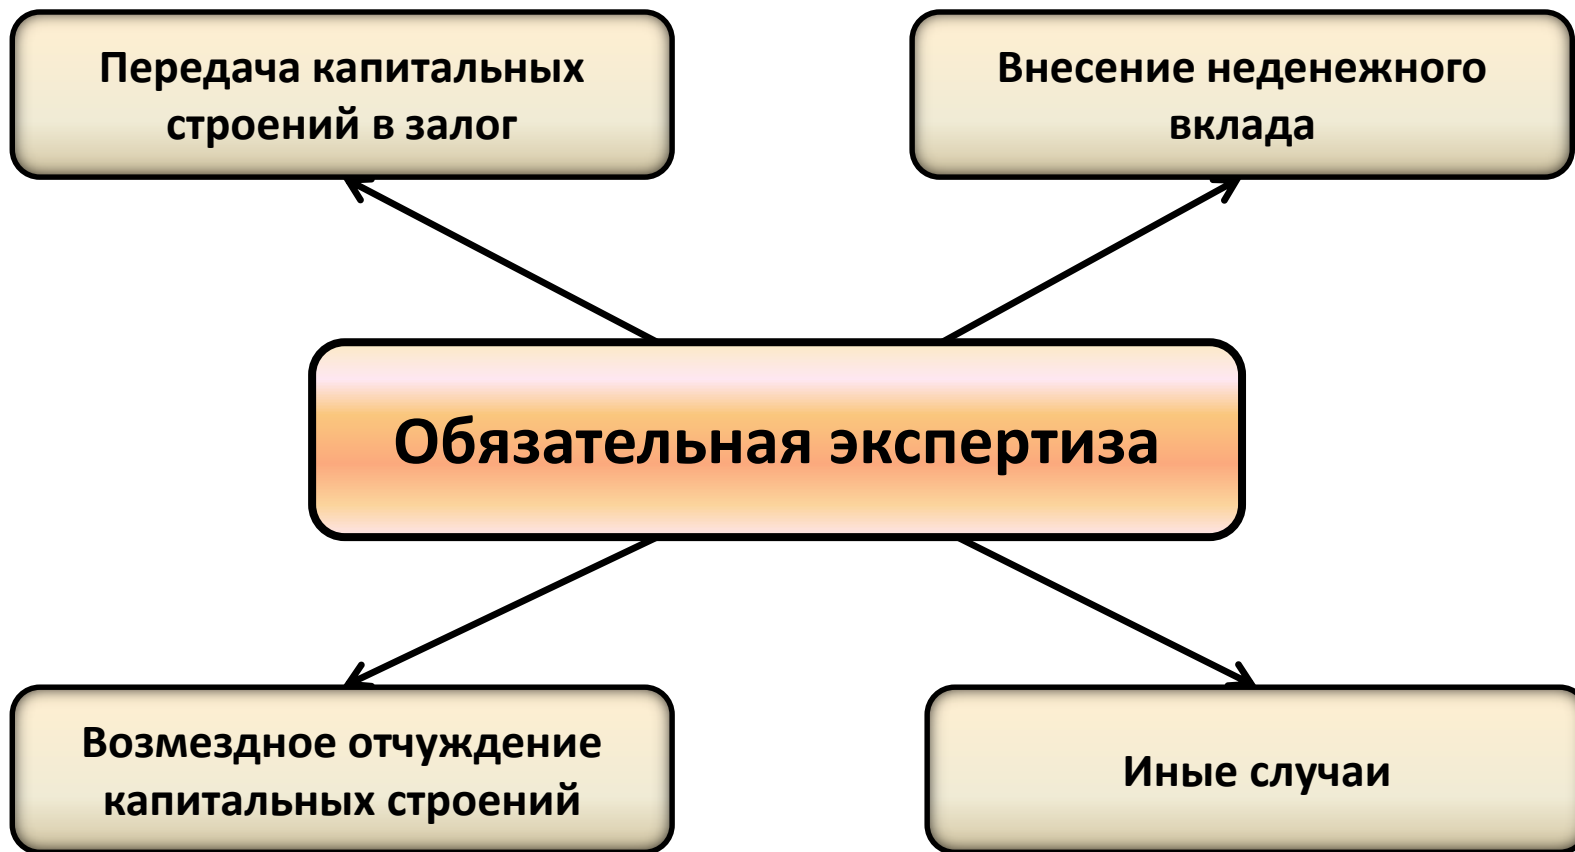 Передача капитальных
строений в залог
Внесение неденежного
вклада
Обязательная экспертиза
Возмездное отчуждение
капитальных строений
Иные случаи